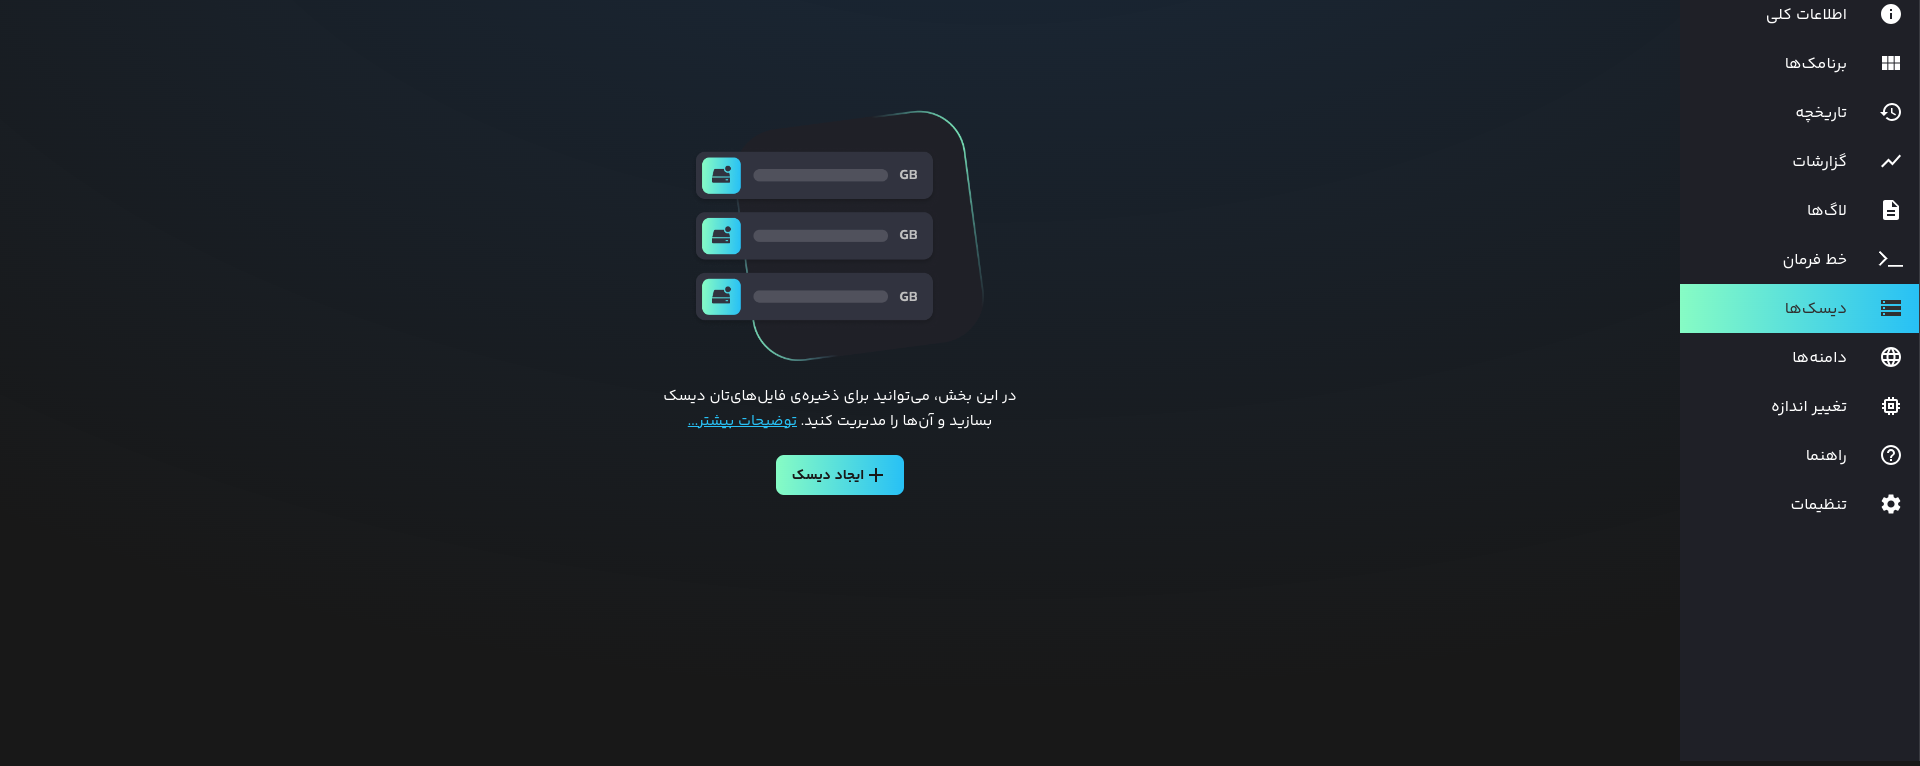 اطلاعات کلی
برنامک‌ها
تاریخچه
گزارشات
لاگ‌ها
خط فرمان
دیسک‌ها
دامنه‌ها
تغییر اندازه
راهنما
تنظیمات
GB
GB
GB
در این بخش، می‌توانید برای ذخیره‌ی فایل‌های‌تان دیسک
بسازید و آن‌ها را مدیریت کنید. توضیحات بیشتر...
ایجاد دیسک